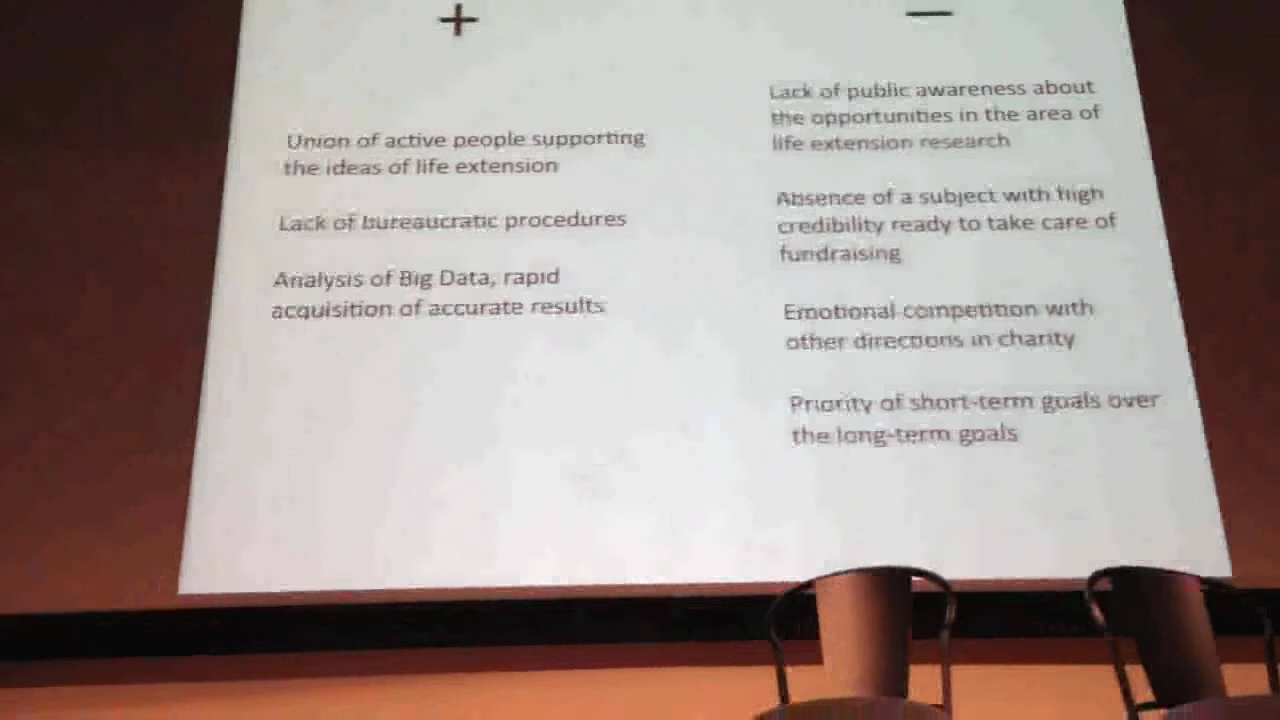 +
Union of active people supporting
the ideas of life extension
Lack of bureaucratic procedures
Analysis of Big Data, rapid
acquisition of accurate results
—
Lack of public awareness about
the opportunities in the area of
life extension research
Absence of a subject with high
credibility ready to take care of
fundraising
Emotional competition with
other directions in charity
Priority of short-term goals over
the long-term goals